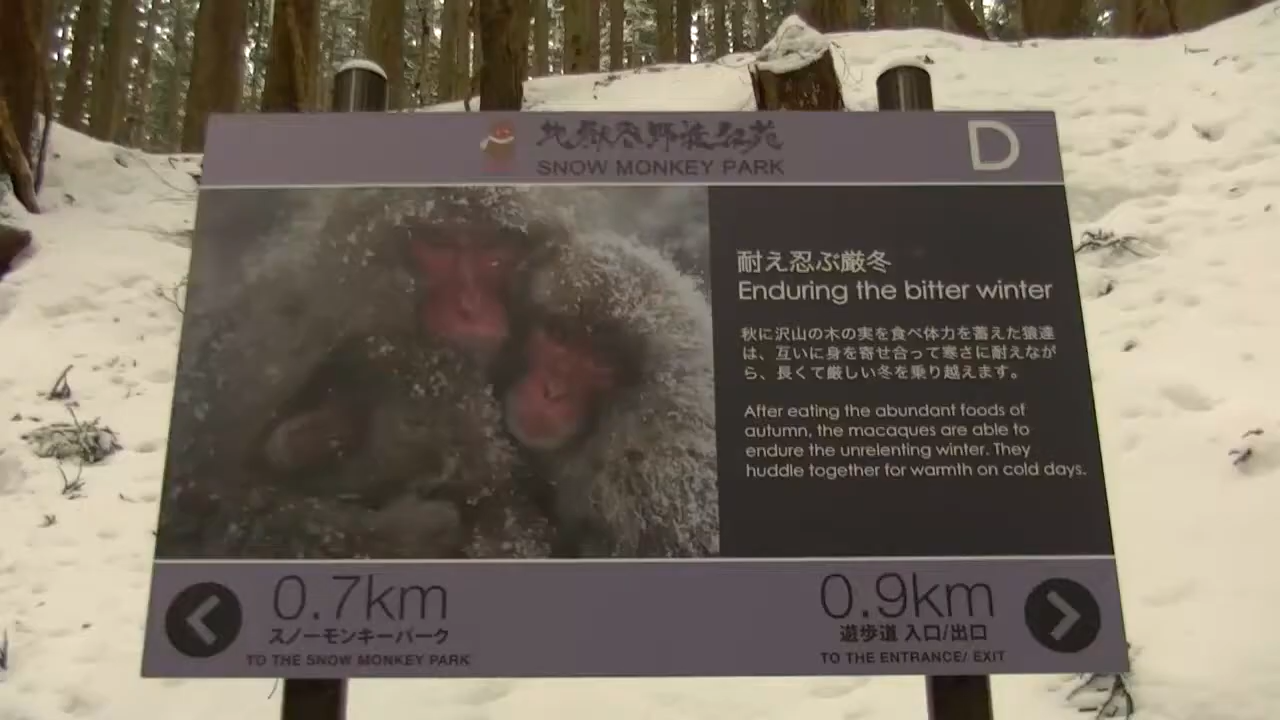 地獄谷野猿公苑
SNOW MONKEY PARK
D
耐え忍ぶ厳冬
Enduring the bitter winter
秋に沢山の木の実を食べ体力を蓄えた猿達
は、互いに身を寄せ合って寒さに耐えなが
ら、長くて厳しい冬を乗り越えます。
After eating the abundant foods of
autumn, the macaques are able to
endure the unrelenting winter. They
huddle together for warmth on cold days.
0.7km
スノーモンキーパーク
TO THE SNOW MONKEY PARK
0.9km
遊歩道 入口/出口
TO THE ENTRANCE/ EXIT